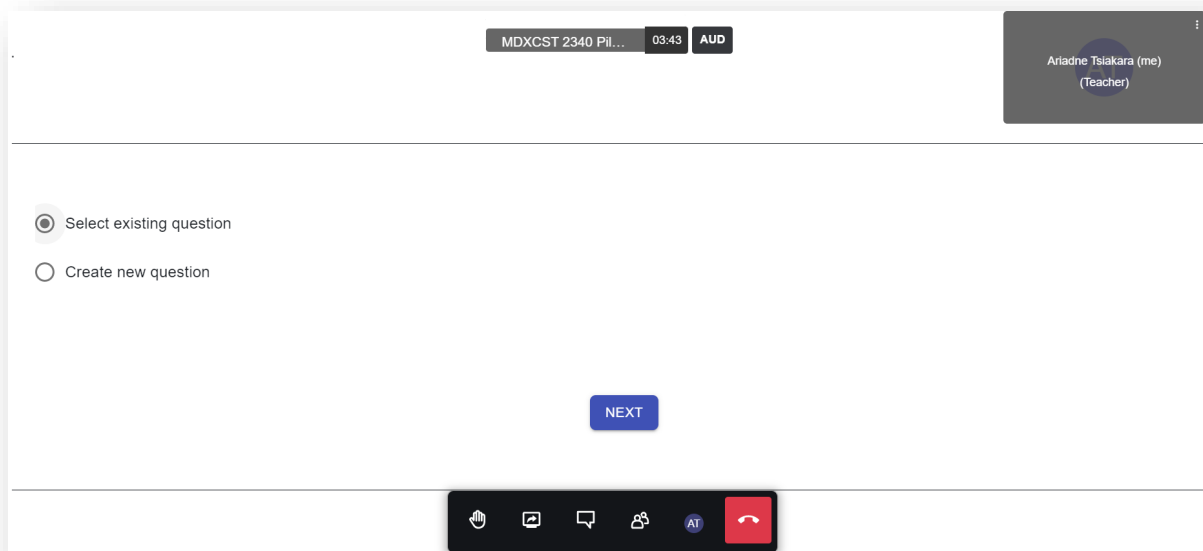 MDXCST 2340 Pil... 03:43 AUD
Ariadne Tsiakara (me)
(Teacher)
Select existing question
Create new question
NEXT
AT